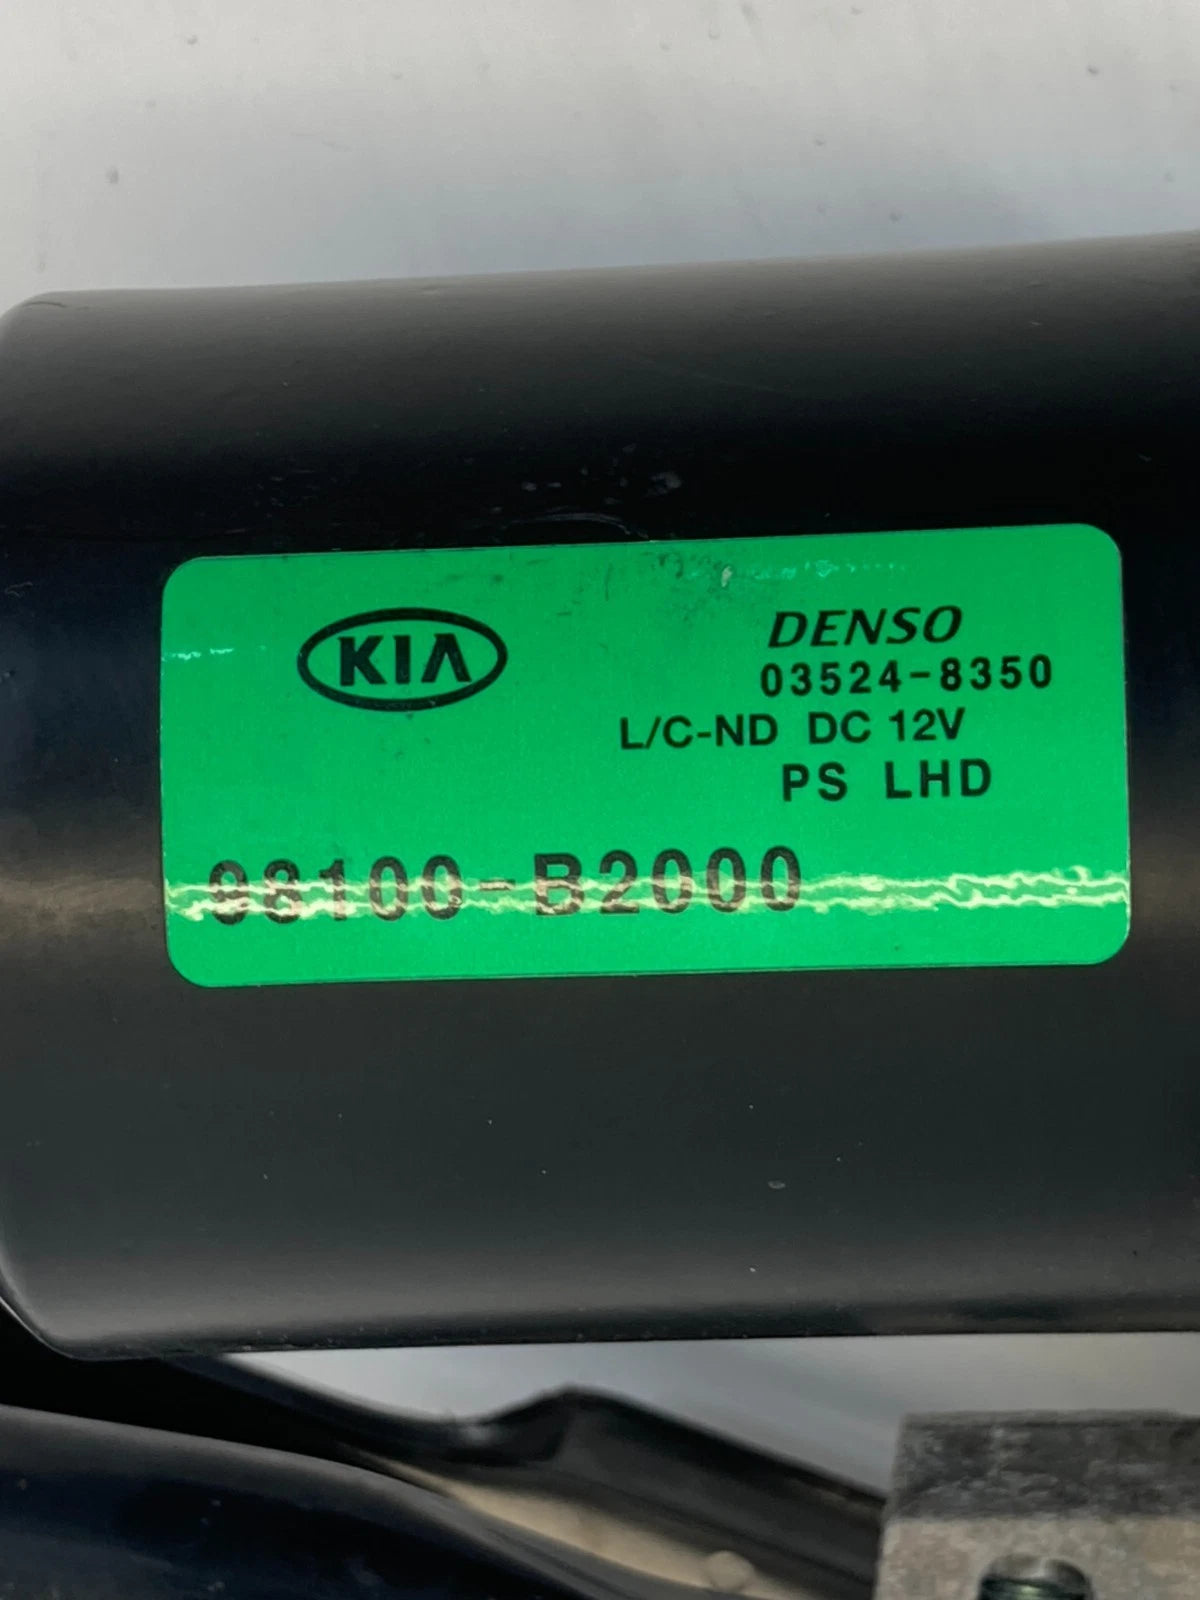 KIA
DENSO
03524-8350
L/C-ND DC 12V
PS LHD
98100-B2000